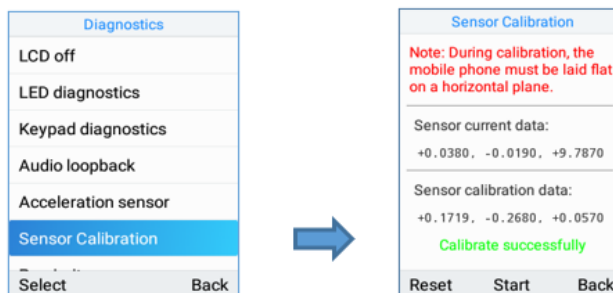 Diagnostics
LCD off
LED diagnostics
Keypad diagnostics
Audio loopback
Acceleration sensor
Sensor Calibration
Select Back
Sensor Calibration
Note: During calibration, the
mobile phone must be laid flat
on a horizontal plane.
Sensor current data:
+0.0380, -0.0190, +9.7870
Sensor calibration data:
+0.1719, -0.2680, +0.0570
Calibrate successfully
Reset Start Back